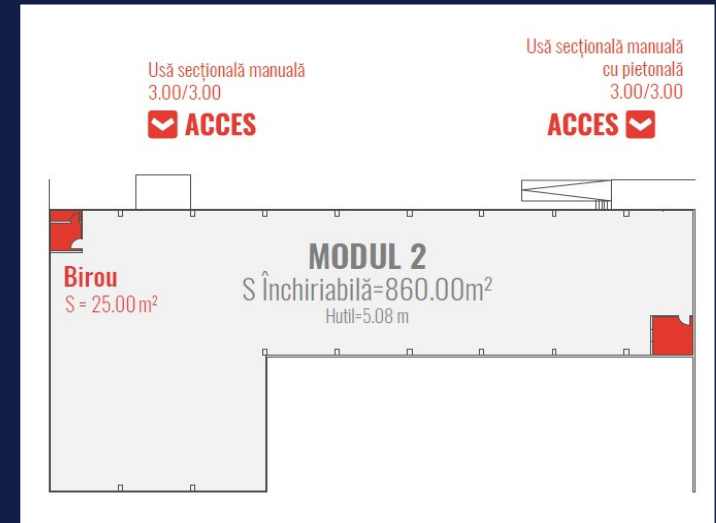 Usă secțională manuală
3.00/3.00
ACCES
Usă secțională manuală
cu pietonală
3.00/3.00
ACCES
MODUL 2
S Închiriabilă=860.00m²
Hutil=5.08 m
Birou
S = 25.00 m²